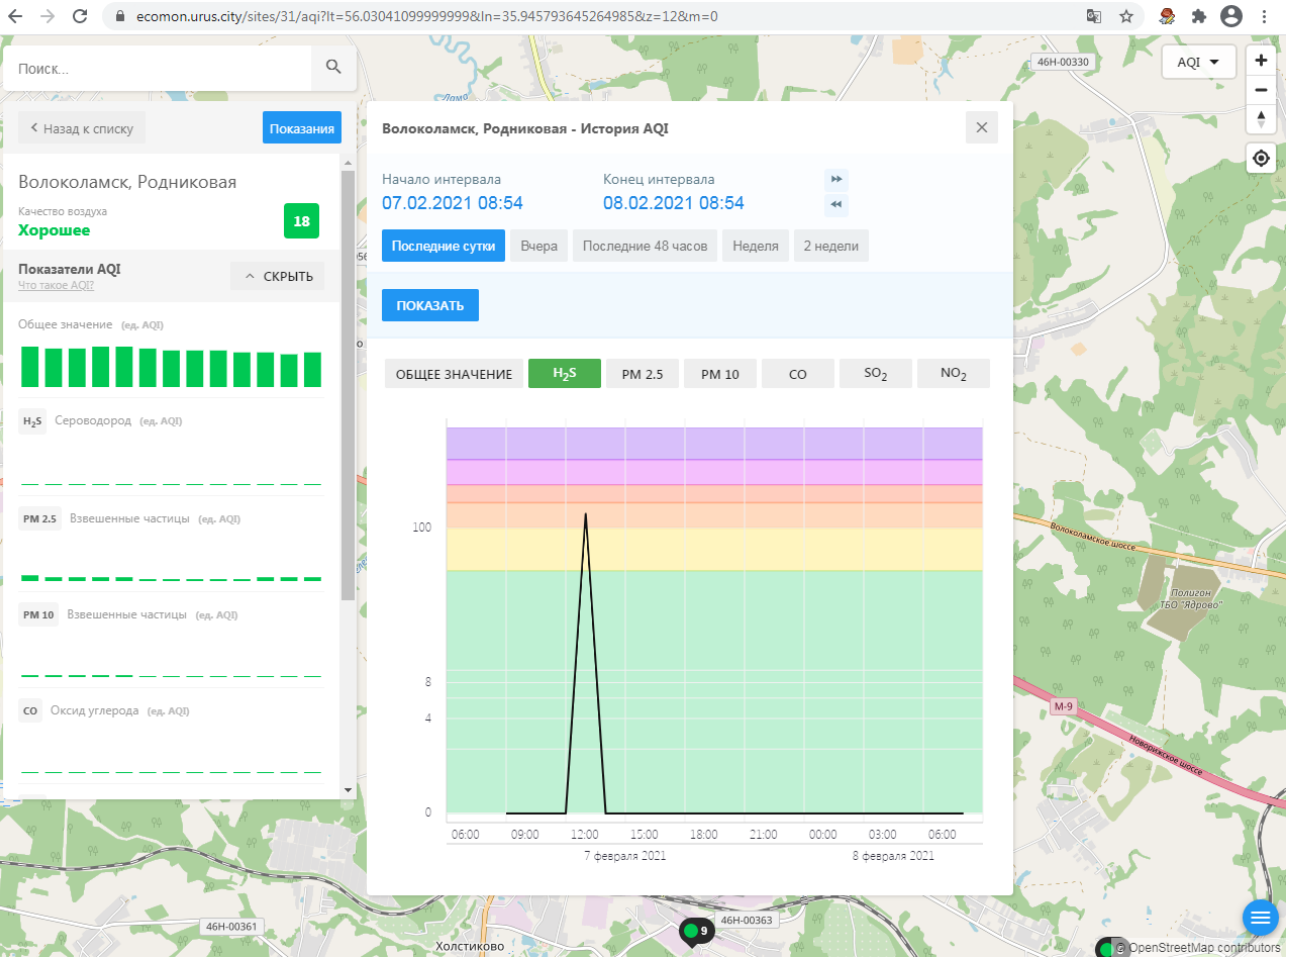 ecomon.urus.city/sites/31/aqi?lt=56.03041099999999&ln=35.945793645264985&z=12&m=0
Поиск...
Ламо
46Н-00330
AQI
Назад к списку
Показания
Волоколамск, Родниковая - История AQI
Волоколамск, Родниковая
Качество воздуха
Хорошее
18
Начало интервала
Конец интервала
07.02.2021 08:54
08.02.2021 08:54
Последние сутки
Вчера
Последние 48 часов
Неделя
2 недели
Показатели AQI
Что такое AQI?
СКРЫТЬ
ПОКАЗАТЬ
Общее значение (ед. AQI)
H₂S Сероводород (ед. AQI)
PM 2.5 Взвешенные частицы (ед. AQI)
PM 10 Взвешенные частицы (ед. AQI)
CO Оксид углерода (ед. AQI)
ОБЩЕЕ ЗНАЧЕНИЕ
H₂S
PM 2.5
PM 10
CO
SO₂
NO₂
100
8
4
0
06:00
09:00
12:00
15:00
18:00
21:00
00:00
03:00
06:00
7 февраля 2021
8 февраля 2021
Волоколамское шоссе
Полигон
ТБО "Ядрово"
М-9
Новорижское шоссе
46Н-00361
46Н-00363
9
Холстиково
© OpenStreetMap contributors